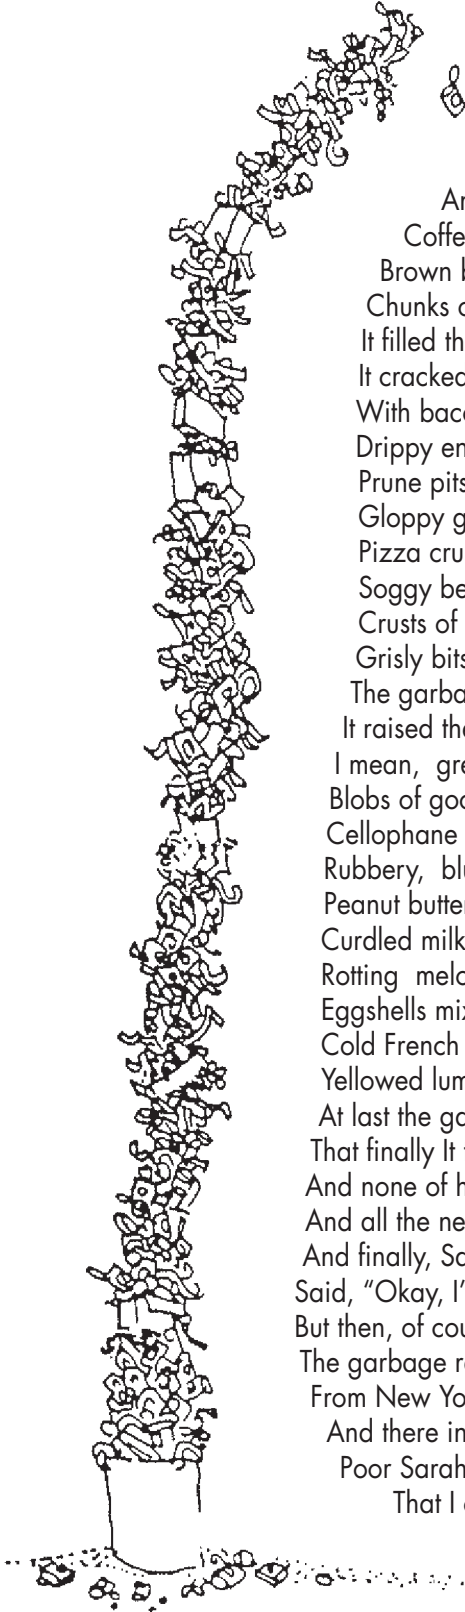 Ar
Coffe
Brown b
Chunks o
It filled th
It cracked
With baco
Drippy en
Prune pits
Gloppy g
Pizza cru
Soggy be
Crusts of
Grisly bits
The garba
It raised the
I mean, gre
Blobs of goo
Cellophane
Rubbery, blu
Peanut butter
Curdled milk
Rotting melo
Eggshells mix
Cold French
Yellowed lum
At last the ga
That finally It
And none of h
And all the ne
And finally, Sa
Said, “Okay, I’
But then, of cou
The garbage re
From New Yo
And there in
Poor Sarah
That I